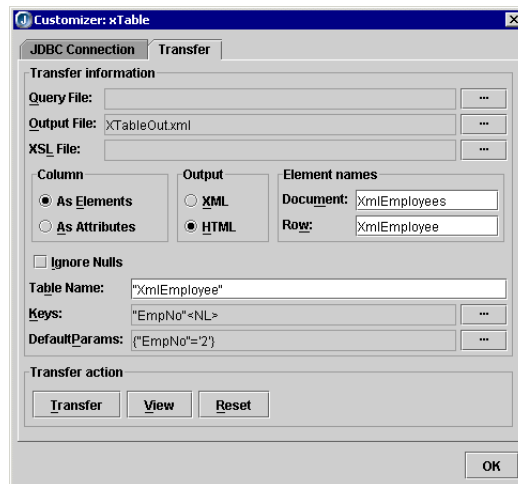 Customizer: xTable
JDBC Connection Transfer
Transfer information
Query File: ...
Output File: XTableOut.xml ...
XSL File: ...
Column Output Element names
As Elements XML Document: XmlEmployees
As Attributes HTML Row: XmlEmployee
Ignore Nulls
Table Name: "XmlEmployee"
Keys: "EmpNo"<NL> ...
DefaultParams: {"EmpNo"='2'} ...
Transfer action
Transfer View Reset
OK